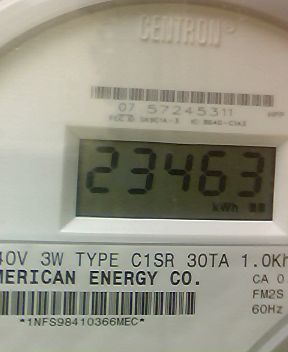 CENTRON®
07 57245311
23463
kWh
40V 3W TYPE C1SR 30TA 1.0Kh
MERICAN ENERGY CO.
CA 0
FM2S
60Hz
*1NFS98410366MEC*